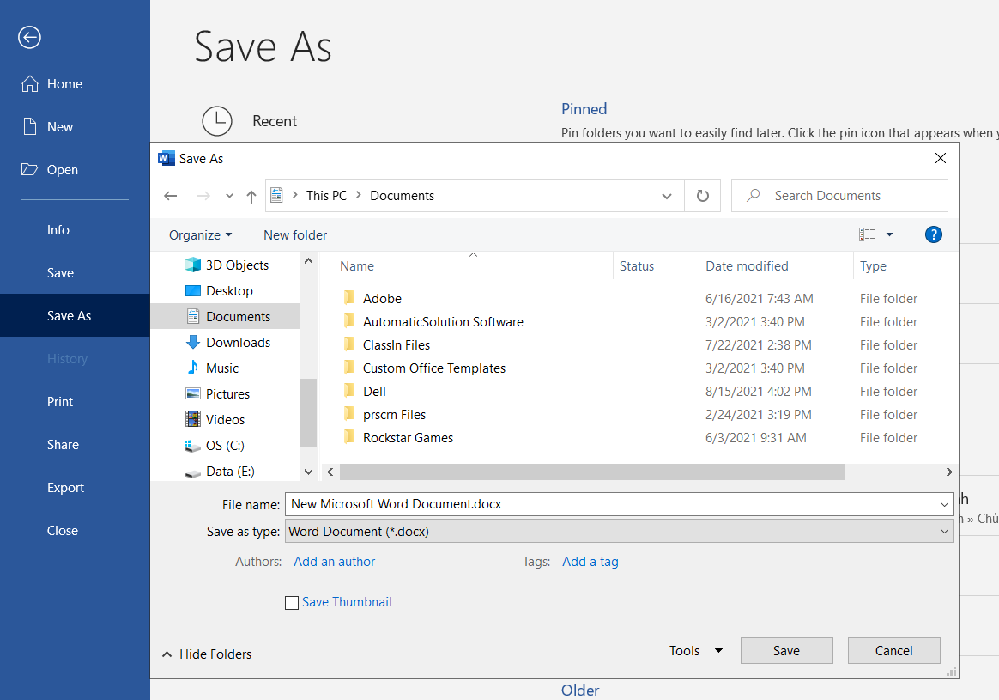 Save As
Home
New
Open
Info
Save
Save As
History
Print
Share
Export
Close
Recent
Pinned
Pin folders you want to easily find later. Click the pin icon that appears when
W Save As
This PC > Documents
Search Documents
Organize
New folder
?
3D Objects
Desktop
Documents
Downloads
Music
Pictures
Videos
OS (C:)
Data (E:)
Name Status Date modified Type
Adobe 6/16/2021 7:43 AM File folder
AutomaticSolution Software 3/2/2021 3:40 PM File folder
ClassIn Files 7/22/2021 2:38 PM File folder
Custom Office Templates 3/2/2021 3:40 PM File folder
Dell 8/15/2021 4:02 PM File folder
prscrn Files 2/24/2021 3:19 PM File folder
Rockstar Games 6/3/2021 9:31 AM File folder
File name: New Microsoft Word Document.docx
Save as type: Word Document (*.docx)
Authors: Add an author
Tags: Add a tag
Save Thumbnail
Hide Folders
Tools
Save
Cancel
» Chủ
Older